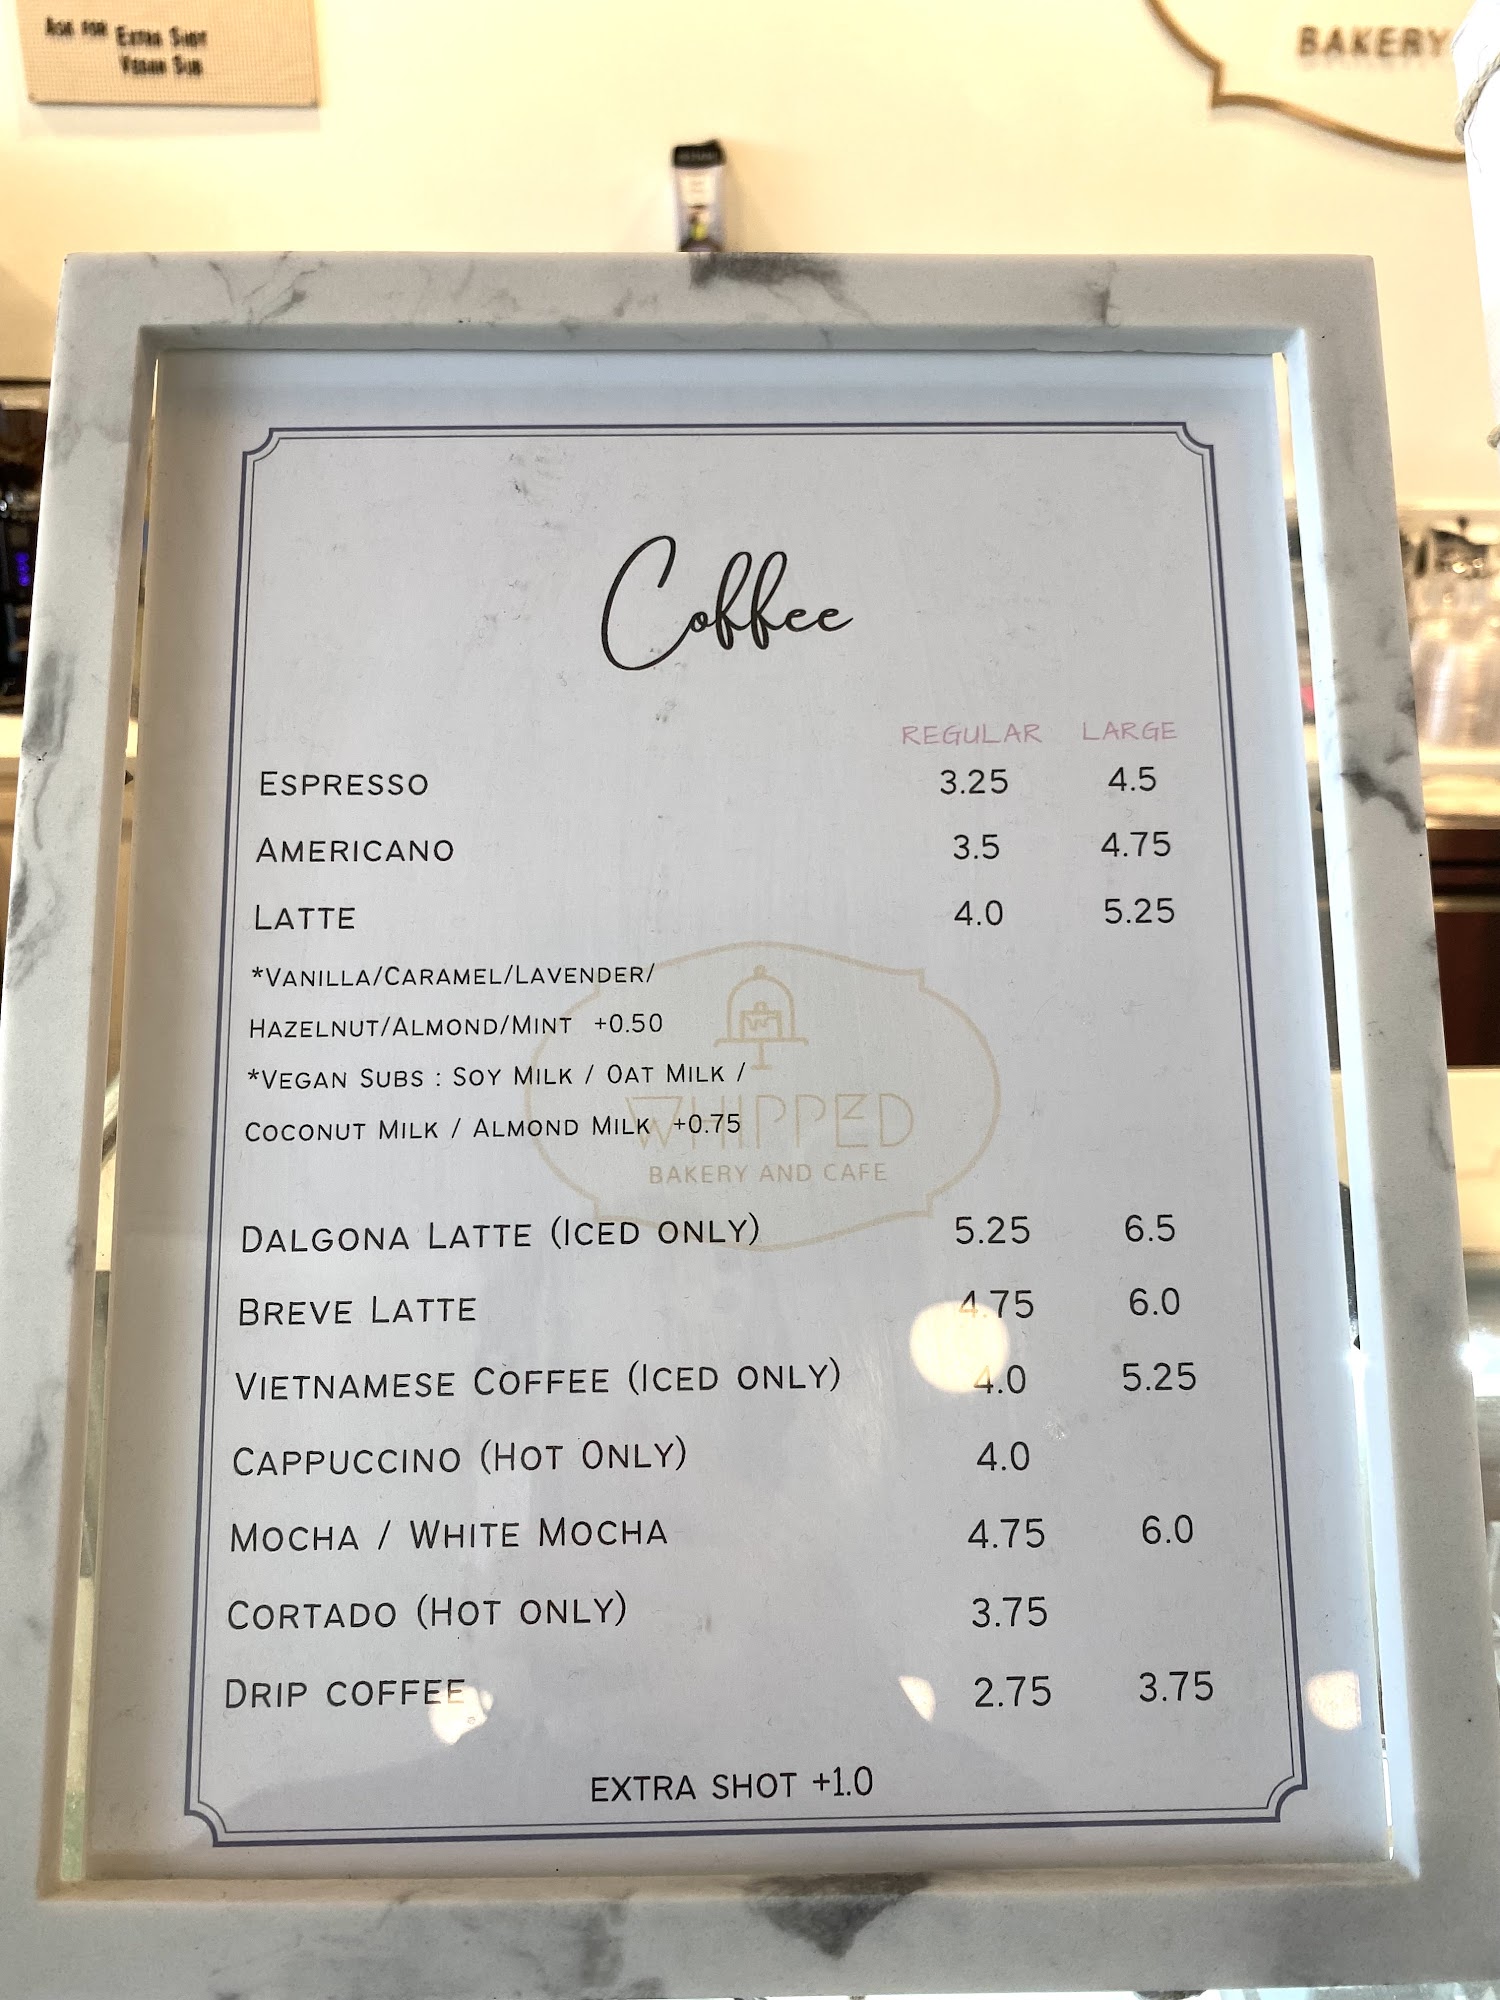 ASK FOR EXTRA SHOT
VEGAN SUB
BAKERY
Coffee
REGULAR LARGE
ESPRESSO 3.25 4.5
AMERICANO 3.5 4.75
LATTE 4.0 5.25
*VANILLA/CARAMEL/LAVENDER/
HAZELNUT/ALMOND/MINT +0.50
*VEGAN SUBS : SOY MILK / OAT MILK /
COCONUT MILK / ALMOND MILK +0.75
WHIPPED
BAKERY AND CAFE
DALGONA LATTE (ICED ONLY) 5.25 6.5
BREVE LATTE 4.75 6.0
VIETNAMESE COFFEE (ICED ONLY) 4.0 5.25
CAPPUCCINO (HOT ONLY) 4.0
MOCHA / WHITE MOCHA 4.75 6.0
CORTADO (HOT ONLY) 3.75
DRIP COFFEE 2.75 3.75
EXTRA SHOT +1.0